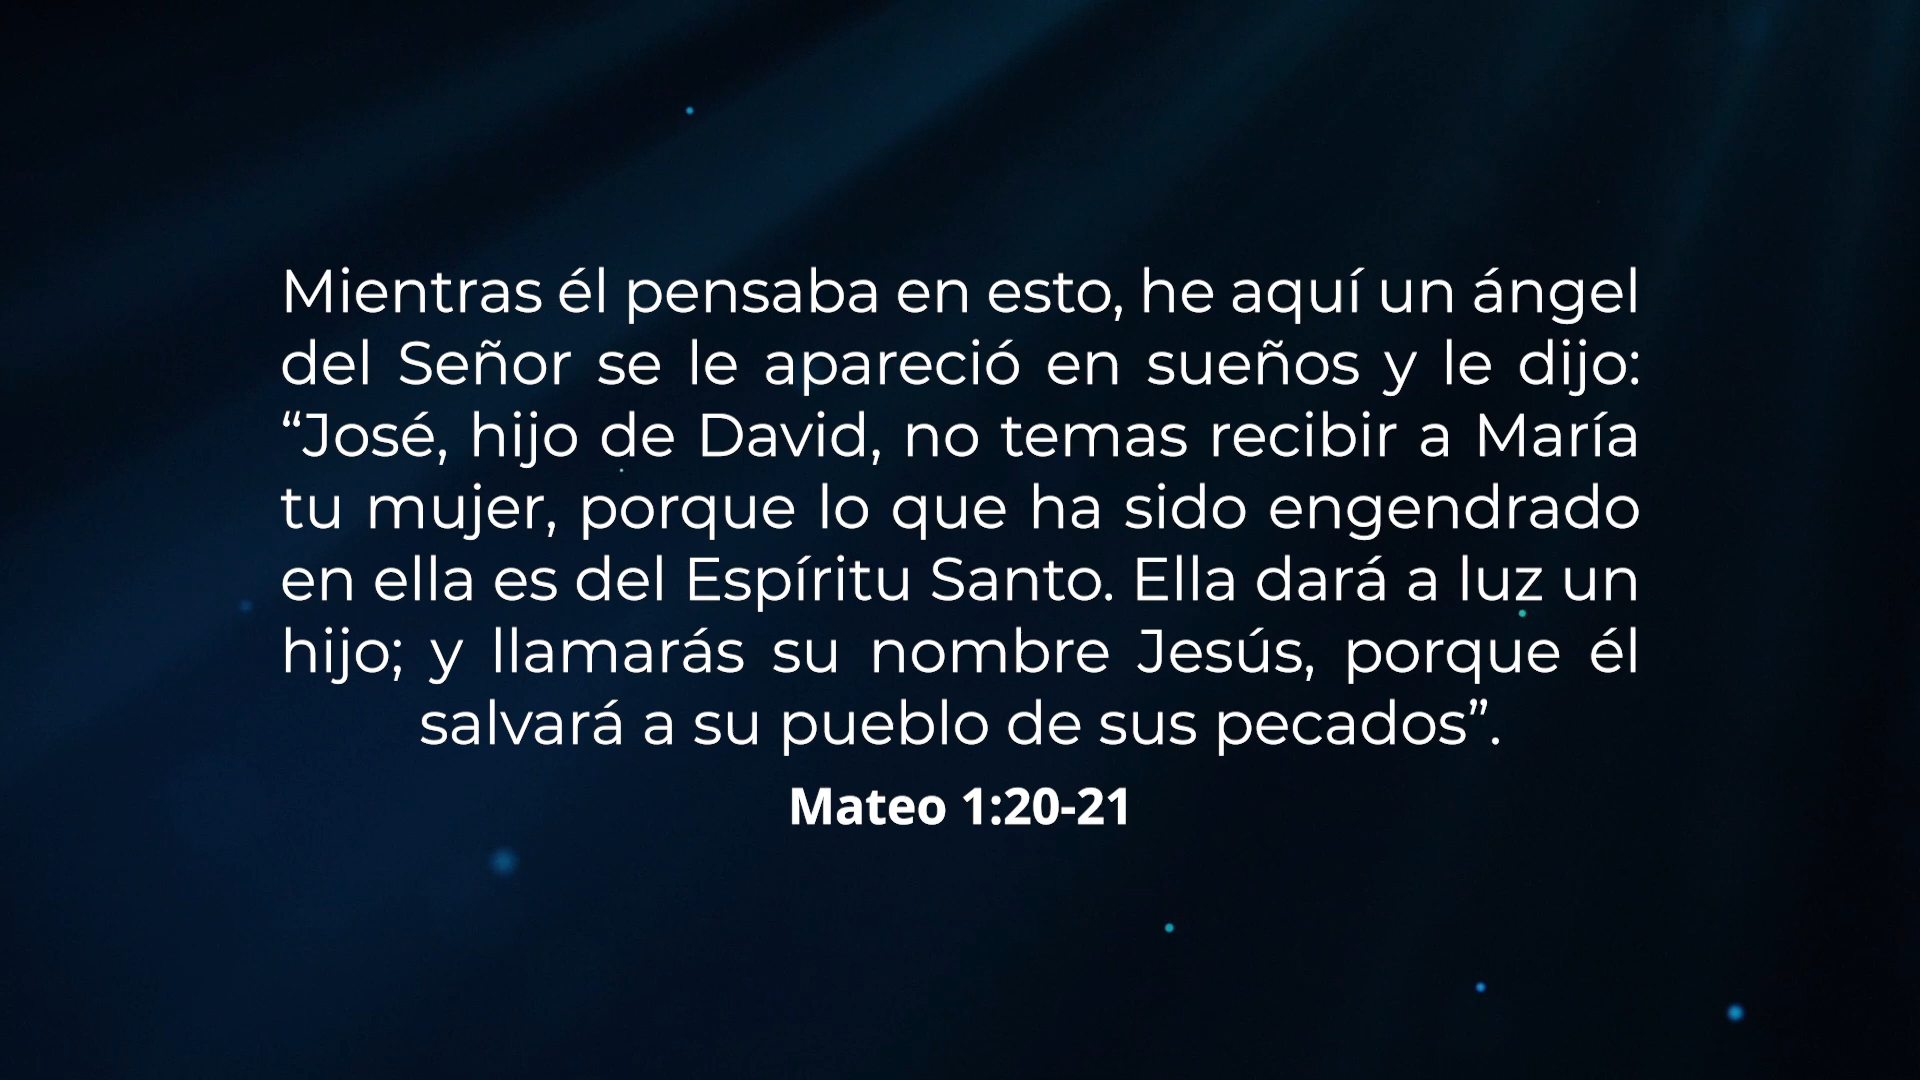 Mientras él pensaba en esto, he aquí un ángel
del Señor se le apareció en sueños y le dijo:
“José, hijo de David, no temas recibir a María
tu mujer, porque lo que ha sido engendrado
en ella es del Espíritu Santo. Ella dará a luz un
hijo; y llamarás su nombre Jesús, porque él
salvará a su pueblo de sus pecados”.
Mateo 1:20-21